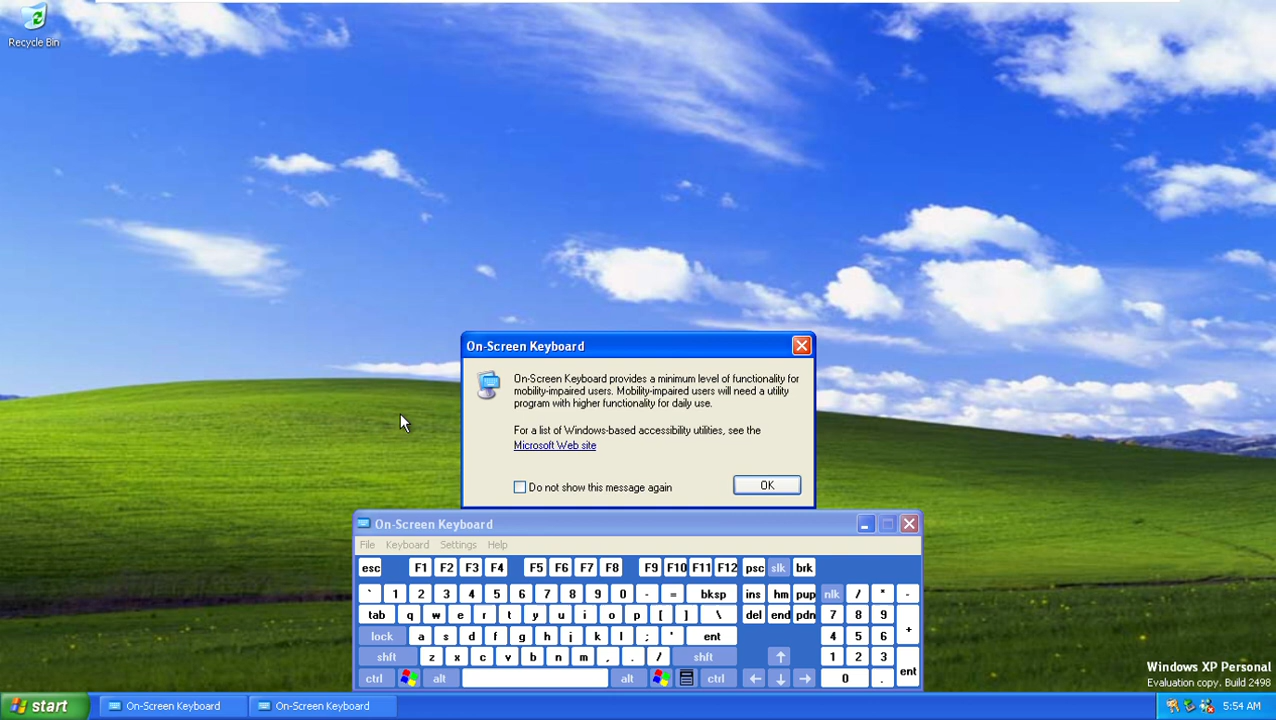 Recycle Bin
On-Screen Keyboard
On-Screen Keyboard provides a minimum level of functionality for
mobility-impaired users. Mobility-impaired users will need a utility
program with higher functionality for daily use.
For a list of Windows-based accessibility utilities, see the
Microsoft Web site
Do not show this message again
OK
On-Screen Keyboard
File Keyboard Settings Help
esc F1 F2 F3 F4 F5 F6 F7 F8 F9 F10 F11 F12 psc slk brk
` 1 2 3 4 5 6 7 8 9 0 - = bksp ins hm pup nlk / * -
tab q w e r t y u i o p [ ] \ del end pdn 7 8 9 +
lock a s d f g h j k l ; ' ent 4 5 6
shft z x c v b n m , . / shft ↑ 1 2 3 ent
ctrl alt alt ctrl ← ↓ → 0 .
Windows XP Personal
Evaluation copy. Build 2498
start On-Screen Keyboard On-Screen Keyboard 5:54 AM